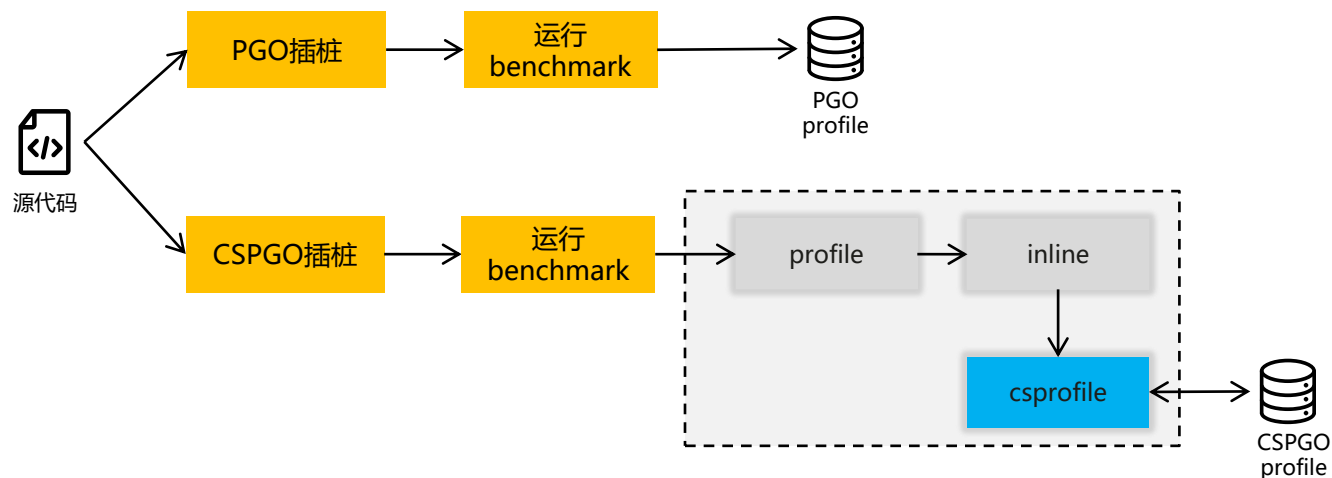 PGO插桩
运行
benchmark
PGO
profile
</>
源代码
CSPGO插桩
运行
benchmark
profile
inline
csprofile
CSPGO
profile